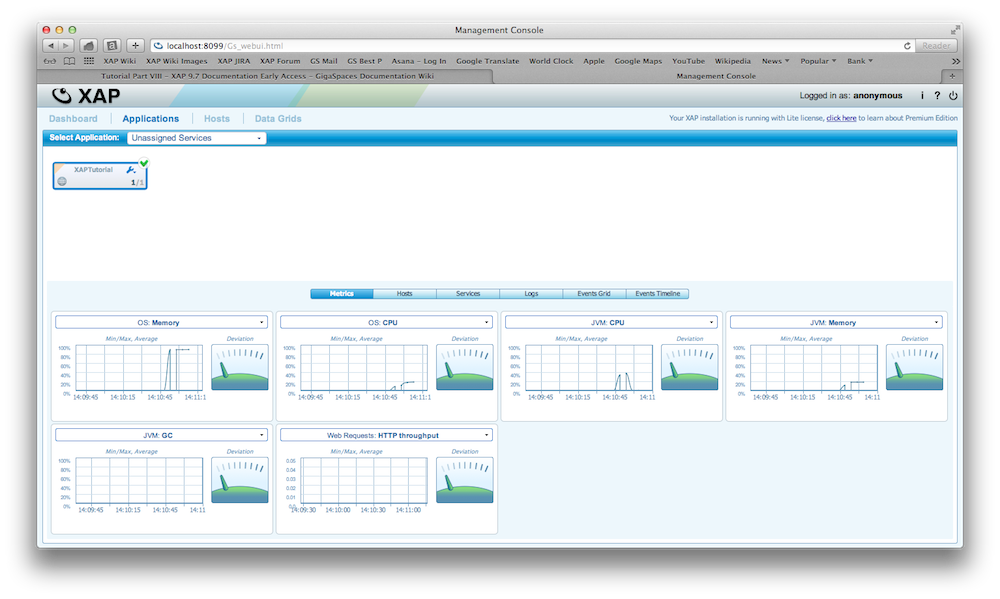 Management Console
localhost:8099/Gs_webui.html
Reader
XAP Wiki XAP Wiki Images XAP JIRA XAP Forum GS Mail GS Best P Asana – Log In Google Translate World Clock Apple Google Maps YouTube Wikipedia News Popular Bank
Tutorial Part VIII – XAP 9.7 Documentation Early Access – GigaSpaces Documentation Wiki
Management Console
XAP
Logged in as: anonymous i ?
Dashboard Applications Hosts Data Grids
Your XAP installation is running with Lite license, click here to learn about Premium Edition
Select Application: Unassigned Services
XAPTutorial
1/1
Metrics Hosts Services Logs Events Grid Events Timeline
OS: Memory
Min/Max, Average Deviation
100%
80%
60%
40%
20%
0%
14:09:45 14:10:15 14:10:45 14:11:1
OS: CPU
Min/Max, Average Deviation
100%
80%
60%
40%
20%
0%
14:09:45 14:10:15 14:10:45 14:11:1
JVM: CPU
Min/Max, Average Deviation
100%
80%
60%
40%
20%
0%
14:09:45 14:10:15 14:10:45 14:11
JVM: Memory
Min/Max, Average Deviation
100%
80%
60%
40%
20%
0%
14:09:45 14:10:15 14:10:45 14:11
JVM: GC
Min/Max, Average Deviation
100%
80%
60%
40%
20%
0%
14:09:45 14:10:15 14:10:45 14:11
Web Requests: HTTP throughput
Min/Max, Average Deviation
0.05
0.04
0.03
0.02
0.01
0.0
14:09:30 14:10:00 14:10:30 14:11:00